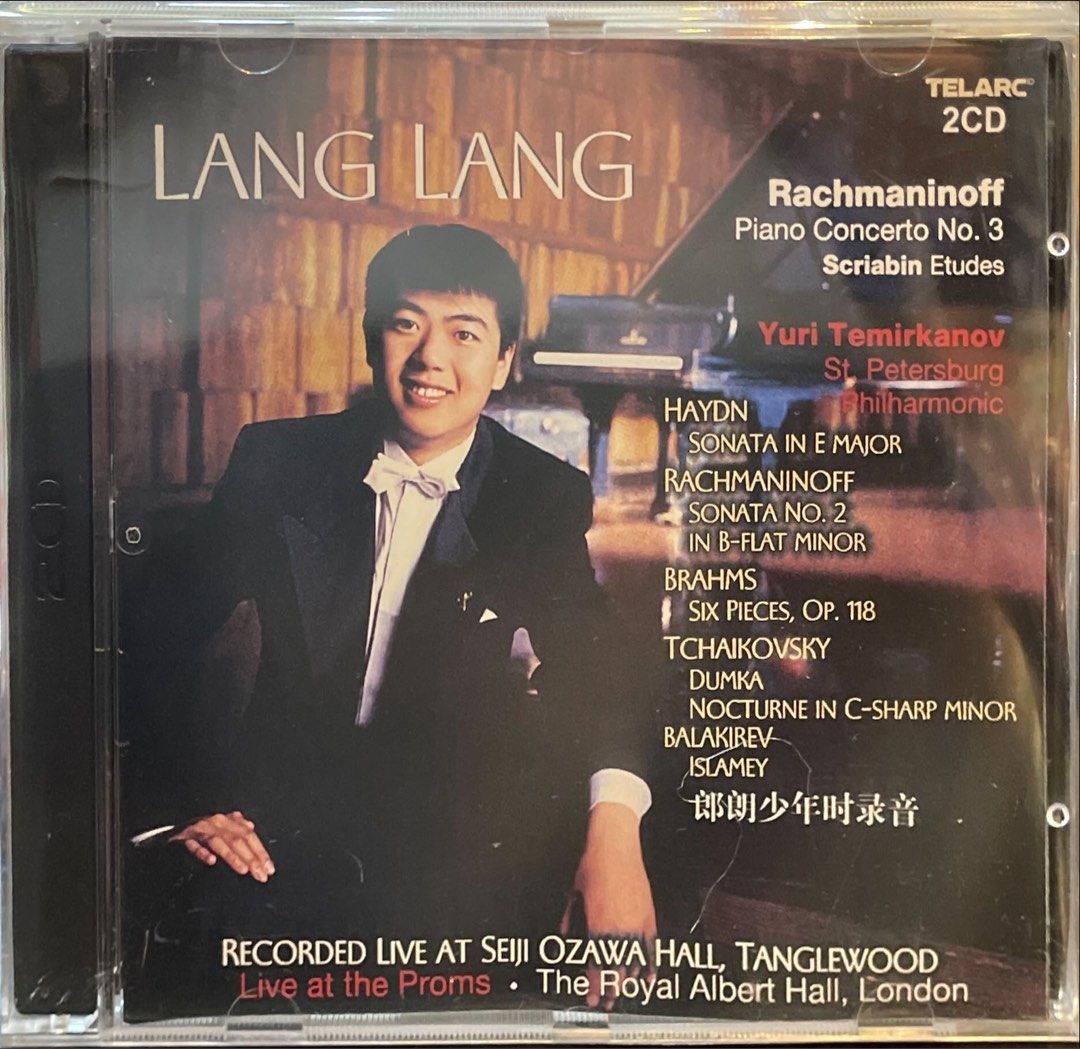 TELARC
2CD
LANG LANG
Rachmaninoff
Piano Concerto No. 3
Scriabin Etudes
Yuri Temirkanov
St. Petersburg
Philharmonic
HAYDN
SONATA IN E MAJOR
RACHMANINOFF
SONATA NO. 2
IN B-FLAT MINOR
BRAHMS
SIX PIECES, OP. 118
TCHAIKOVSKY
DUMKA
NOCTURNE IN C-SHARP MINOR
BALAKIREV
ISLAMEY
郎朗少年时录音
RECORDED LIVE AT SEIJI OZAWA HALL, TANGLEWOOD
Live at the Proms • The Royal Albert Hall, London
2CD